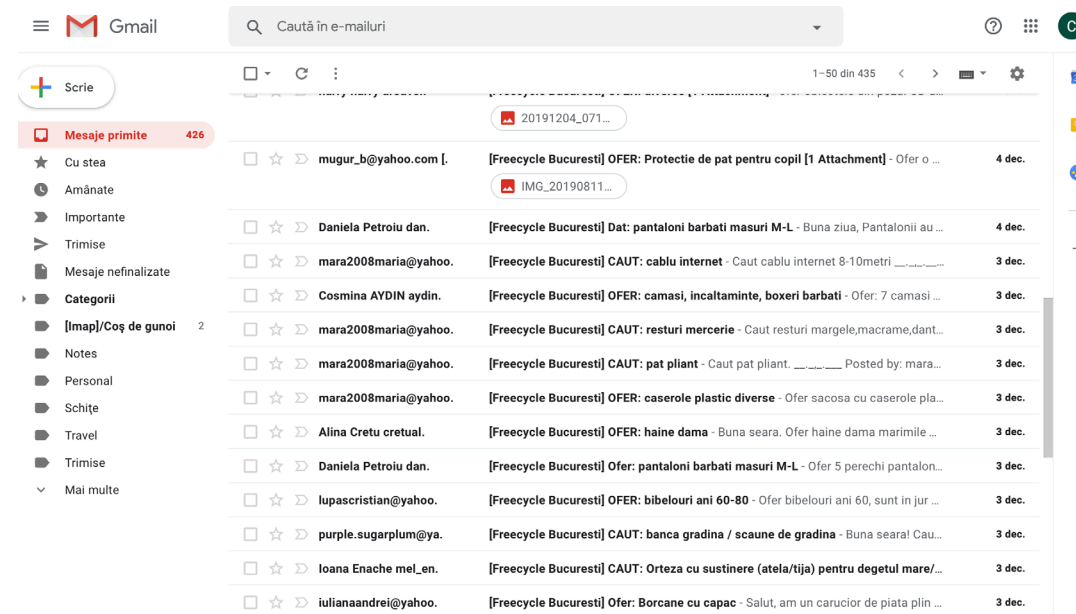 Gmail
Caută în e-mailuri
C
Scrie
1–50 din 435
Mesaje primite 426
Cu stea
Amânate
Importante
Trimise
Mesaje nefinalizate
Categorii
[Imap]/Coş de gunoi 2
Notes
Personal
Schiţe
Travel
Trimise
Mai multe
20191204_071...
mugur_b@yahoo.com [. [Freecycle Bucuresti] OFER: Protectie de pat pentru copil [1 Attachment] - Ofer o ... 4 dec.
IMG_20190811...
Daniela Petroiu dan. [Freecycle Bucuresti] Dat: pantaloni barbati masuri M-L - Buna ziua, Pantalonii au ... 4 dec.
mara2008maria@yahoo. [Freecycle Bucuresti] CAUT: cablu internet - Caut cablu internet 8-10metri __._,_.__... 3 dec.
Cosmina AYDIN aydin. [Freecycle Bucuresti] OFER: camasi, incaltaminte, boxeri barbati - Ofer: 7 camasi ... 3 dec.
mara2008maria@yahoo. [Freecycle Bucuresti] CAUT: resturi mercerie - Caut resturi margele,macrame,dant... 3 dec.
mara2008maria@yahoo. [Freecycle Bucuresti] CAUT: pat pliant - Caut pat pliant. __._,_.___ Posted by: mara... 3 dec.
mara2008maria@yahoo. [Freecycle Bucuresti] OFER: caserole plastic diverse - Ofer sacosa cu caserole pla... 3 dec.
Alina Cretu cretual. [Freecycle Bucuresti] OFER: haine dama - Buna seara. Ofer haine dama marimile ... 3 dec.
Daniela Petroiu dan. [Freecycle Bucuresti] Ofer: pantaloni barbati masuri M-L - Ofer 5 perechi pantalon... 3 dec.
lupascristian@yahoo. [Freecycle Bucuresti] OFER: bibelouri ani 60-80 - Ofer bibelouri ani 60, sunt in jur ... 3 dec.
purple.sugarplum@ya. [Freecycle Bucuresti] CAUT: banca gradina / scaune de gradina - Buna seara! Cau... 3 dec.
Ioana Enache mel_en. [Freecycle Bucuresti] CAUT: Orteza cu sustinere (atela/tija) pentru degetul mare/... 3 dec.
iulianaandrei@yahoo. [Freecycle Bucuresti] Ofer: Borcane cu capac - Salut, am un carucior de piata plin ... 3 dec.